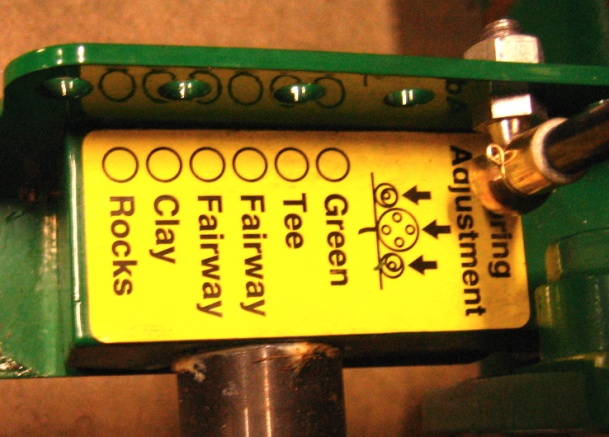 Adjustment
Green
Tee
Fairway
Fairway
Clay
Rocks